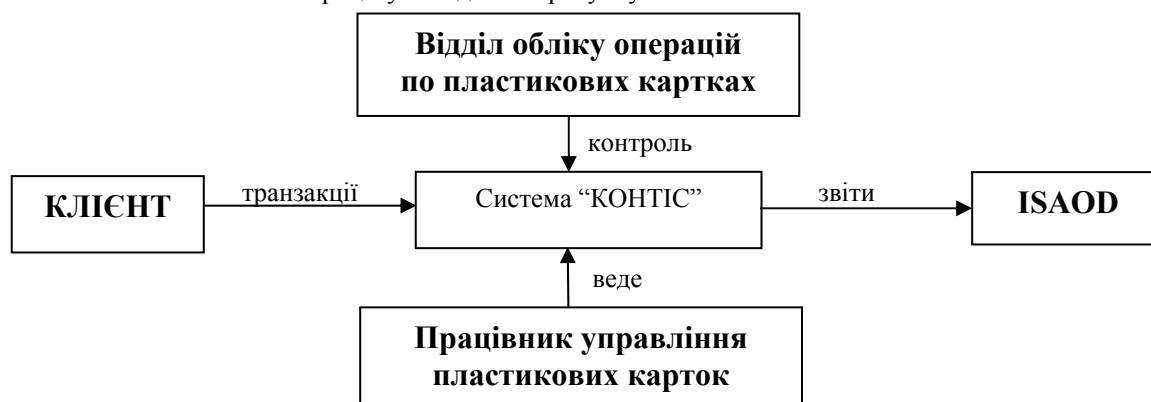 Відділ обліку операцій
по пластикових картках
контроль
КЛІЄНТ
транзакції
Система “КОНТІС”
звіти
ISAOD
веде
Працівник управління
пластикових карток